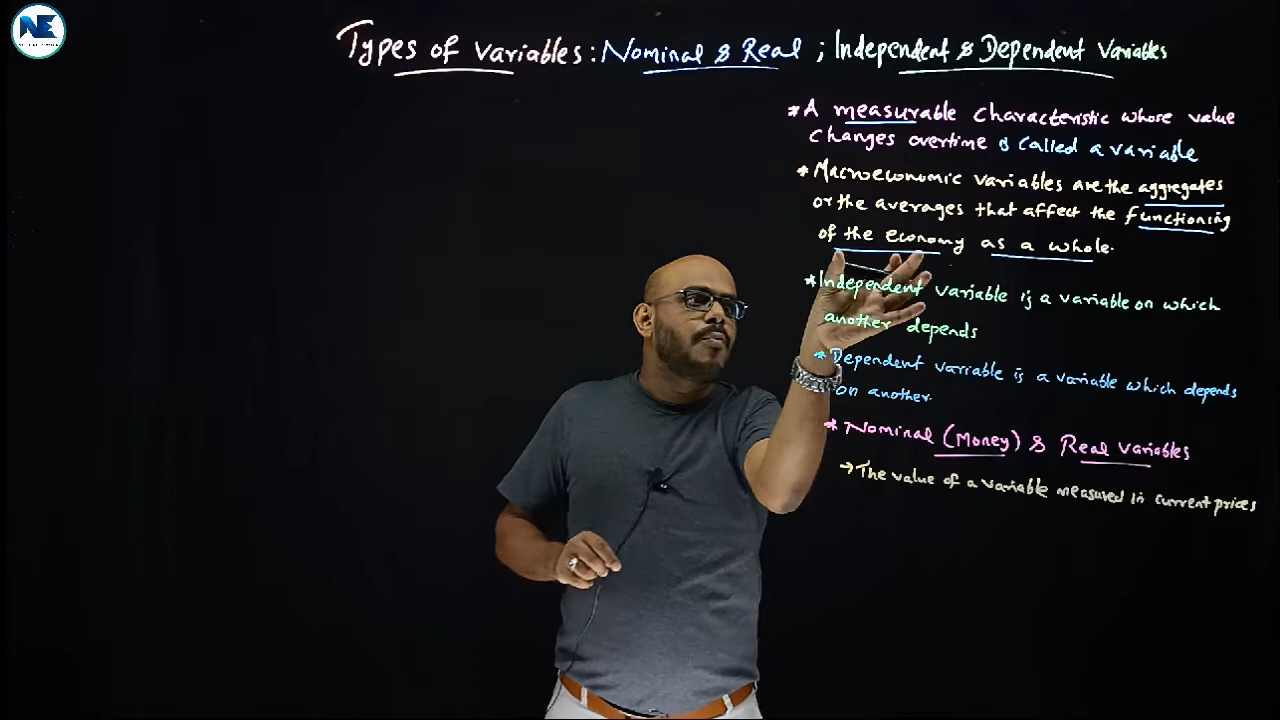 NE
Types of variables: Nominal & Real ; Independent & Dependent Variables
* A measurable characteristic whose value
changes overtime is called a variable
* Macroeconomic variables are the aggregates
or the averages that affect the functioning
of the economy as a whole.
* Independent variable is a variable on which
another depends
* Dependent variable is a variable which depends
on another.
* Nominal (Money) & Real variables
→ The value of a variable measured in current prices